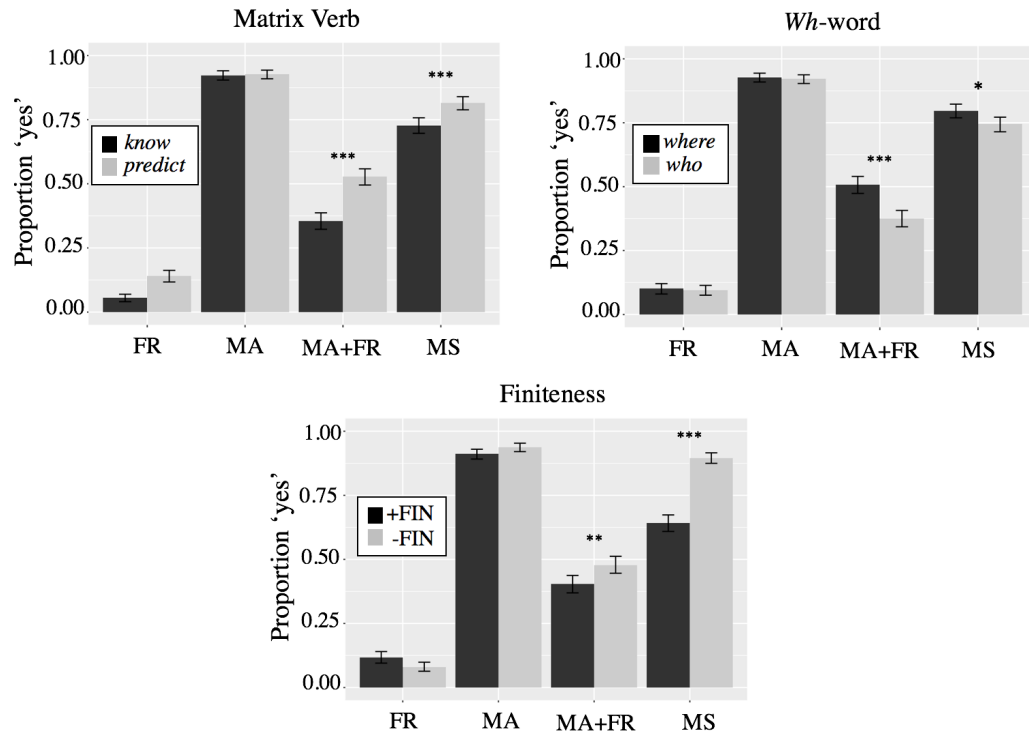 Matrix Verb
Proportion ‘yes’
1.00
0.75
0.50
0.25
0.00
know
predict
***
***
FR MA MA+FR MS
Wh-word
Proportion ‘yes’
1.00
0.75
0.50
0.25
0.00
where
who
***
*
FR MA MA+FR MS
Finiteness
Proportion ‘yes’
1.00
0.75
0.50
0.25
0.00
+FIN
-FIN
**
***
FR MA MA+FR MS